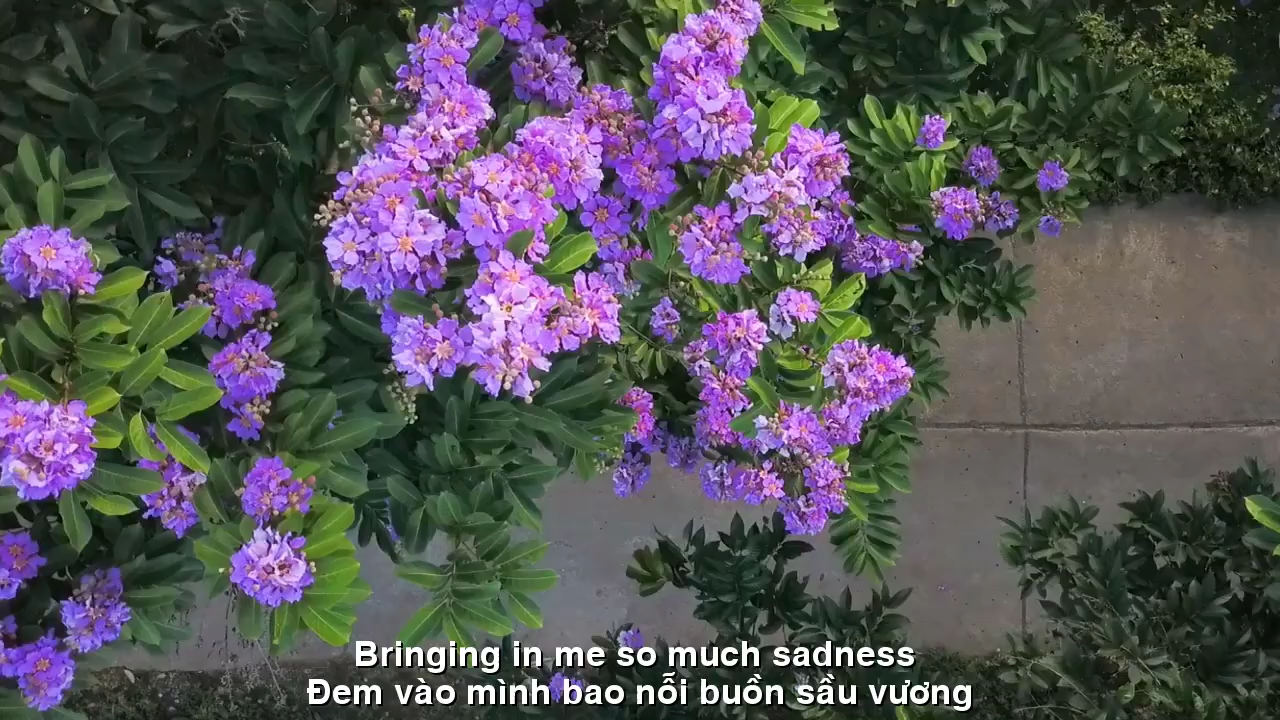 Bringing in me so much sadness
Đem vào mình bao nỗi buồn sầu vương